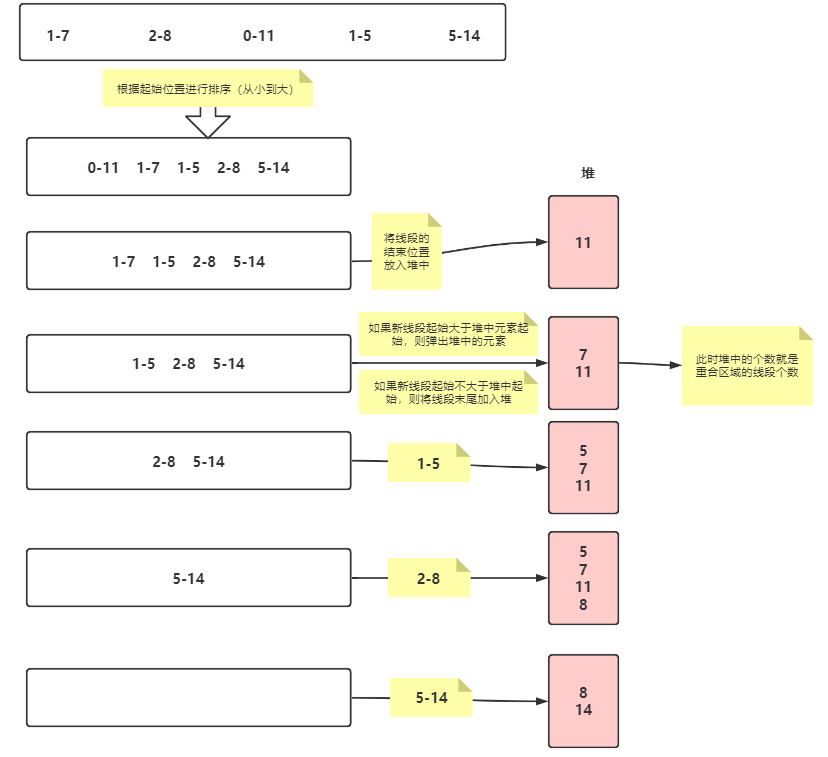 1-7 2-8 0-11 1-5 5-14
根据起始位置进行排序（从小到大）
0-11 1-7 1-5 2-8 5-14
堆
1-7 1-5 2-8 5-14
将线段的
结束位置
放入堆中
11
1-5 2-8 5-14
如果新线段起始大于堆中元素起
始，则弹出堆中的元素
如果新线段起始不大于堆中起
始，则将线段末尾加入堆
7
11
此时堆中的个数就是
重合区域的线段个数
2-8 5-14
1-5
5
7
11
5-14
2-8
5
7
11
8
5-14
8
14